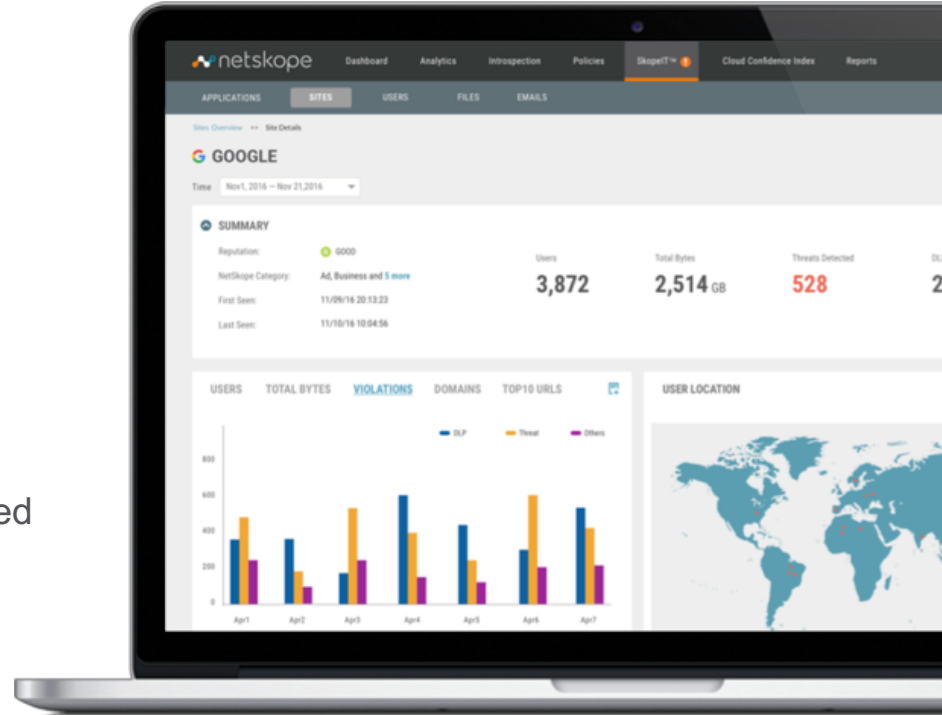 netskope Dashboard Analytics Introspection Policies SkopeIT™ Cloud Confidence Index Reports
APPLICATIONS SITES USERS FILES EMAILS
Sites Overview Site Details
GOOGLE
Time Nov1, 2016 – Nov 21,2016
SUMMARY
Reputation: GOOD
NetSkope Category: Ad, Business and 5 more
First Seen: 11/09/16 20:13:23
Last Seen: 11/10/16 10:04:56
Users Total Bytes Threats Detected DL
3,872 2,514 GB 528 2
USERS TOTAL BYTES VIOLATIONS DOMAINS TOP10 URLS
USER LOCATION
DLP Threat Others
800
600
400
200
0
Apr1 Apr2 Apr3 Apr4 Apr5 Apr6 Apr7
ed